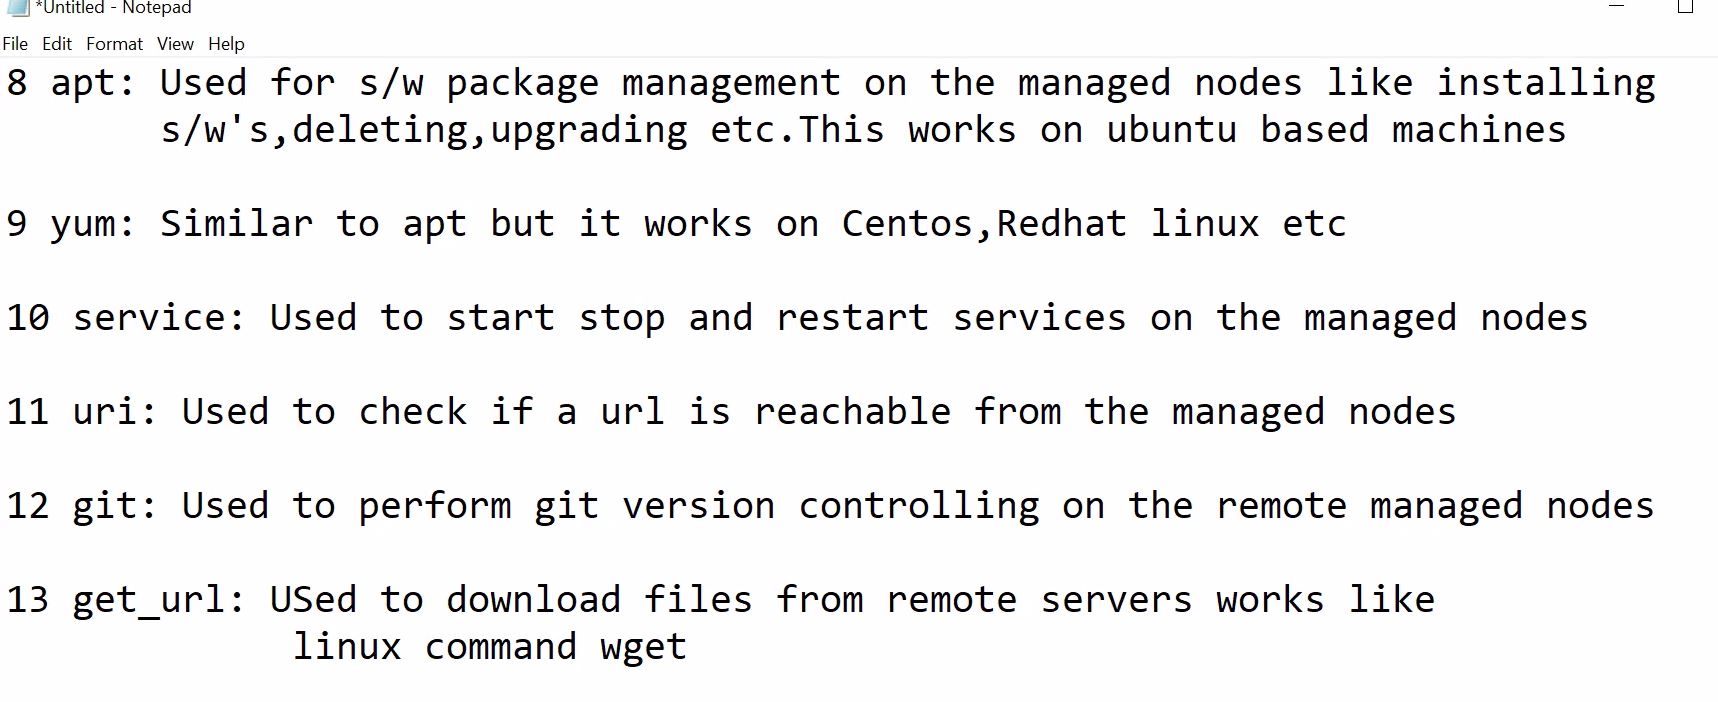 *Untitled - Notepad
File Edit Format View Help
8 apt: Used for s/w package management on the managed nodes like installing
s/w's,deleting,upgrading etc.This works on ubuntu based machines
9 yum: Similar to apt but it works on Centos,Redhat linux etc
10 service: Used to start stop and restart services on the managed nodes
11 uri: Used to check if a url is reachable from the managed nodes
12 git: Used to perform git version controlling on the remote managed nodes
13 get_url: USed to download files from remote servers works like
linux command wget